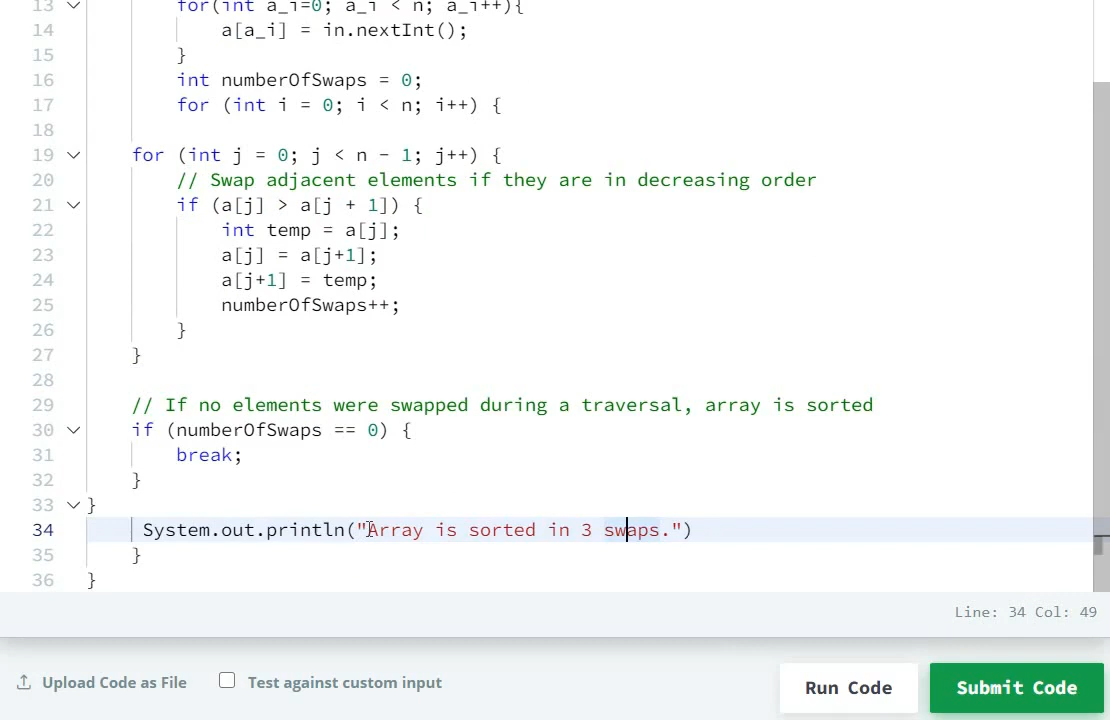 13 for(int a_i=0; a_i < n; a_i++){
14 a[a_i] = in.nextInt();
15 }
16 int numberOfSwaps = 0;
17 for (int i = 0; i < n; i++) {
18
19 for (int j = 0; j < n - 1; j++) {
20 // Swap adjacent elements if they are in decreasing order
21 if (a[j] > a[j + 1]) {
22 int temp = a[j];
23 a[j] = a[j+1];
24 a[j+1] = temp;
25 numberOfSwaps++;
26 }
27 }
28
29 // If no elements were swapped during a traversal, array is sorted
30 if (numberOfSwaps == 0) {
31 break;
32 }
33 }
34 System.out.println("Array is sorted in 3 swaps.")
35 }
36 }
Line: 34 Col: 49
Upload Code as File Test against custom input Run Code Submit Code